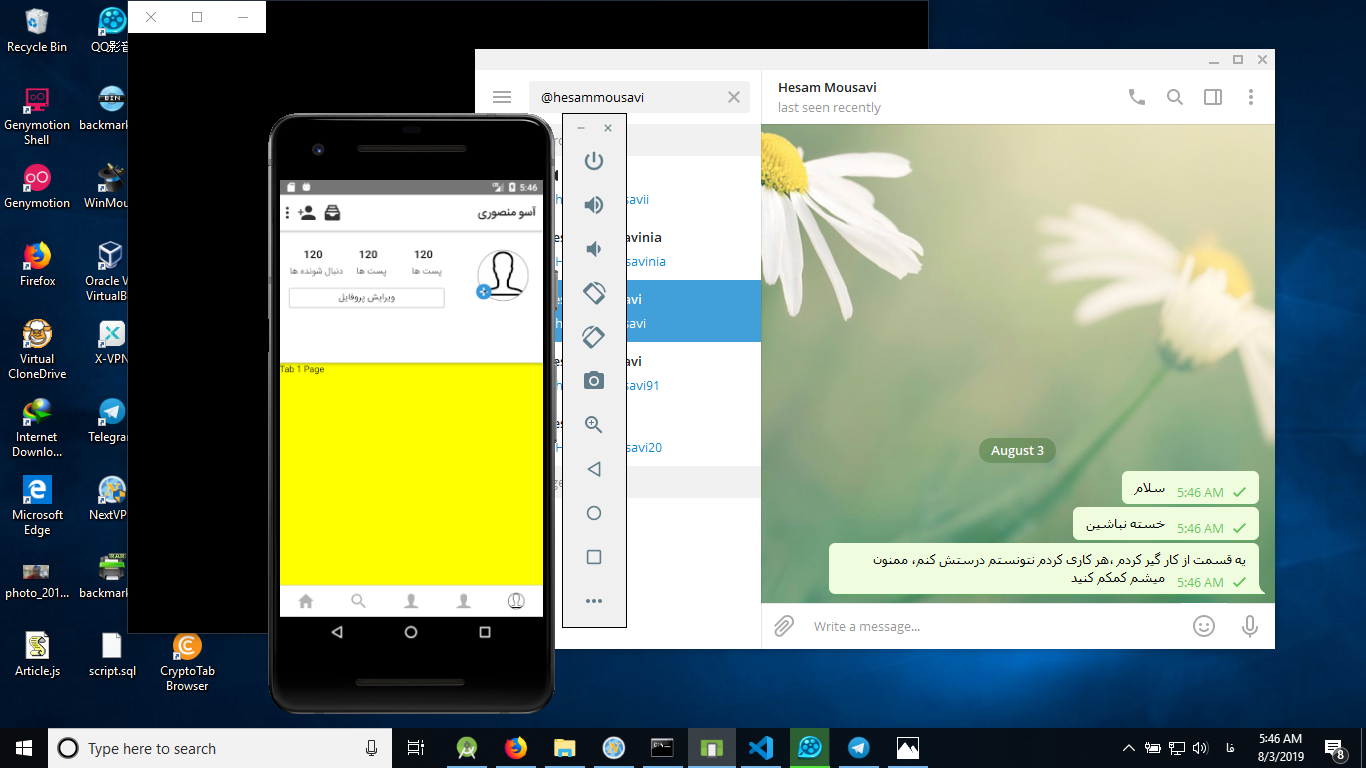 Recycle Bin
QQ影音
Genymotion
Shell
backmark
Genymotion
WinMou
Firefox
Oracle V
VirtualB
Virtual
CloneDrive
X-VPN
Internet
Downlo...
Telegra
Microsoft
Edge
NextVP
photo_201...
backmark
Article.js
script.sql
CryptoTab
Browser
5:46
آسو منصوری
120
120
120
پست ها
پست ها
دنبال شونده ها
ویرایش پروفایل
Tab 1 Page
@hesammousavi
savii
avinia
savinia
avi
savi
avi
savi91
savi20
Hesam Mousavi
last seen recently
August 3
سلام
5:46 AM
خسته نباشین
5:46 AM
یه قسمت از کار گیر کردم ،هر کاری کردم نتونستم درستش کنم، ممنون
میشم کمکم کنید
5:46 AM
Write a message...
Type here to search
فا
5:46 AM
8/3/2019
8